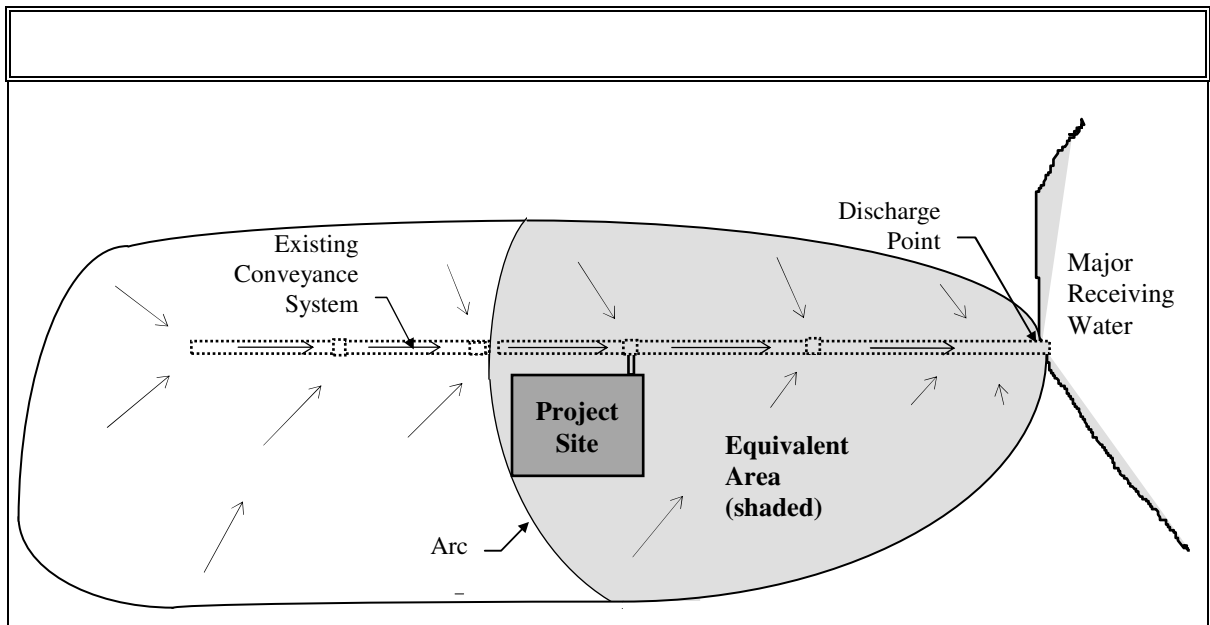 Existing
Conveyance
System
Discharge
Point
Major
Receiving
Water
Project
Site
Equivalent
Area
(shaded)
Arc